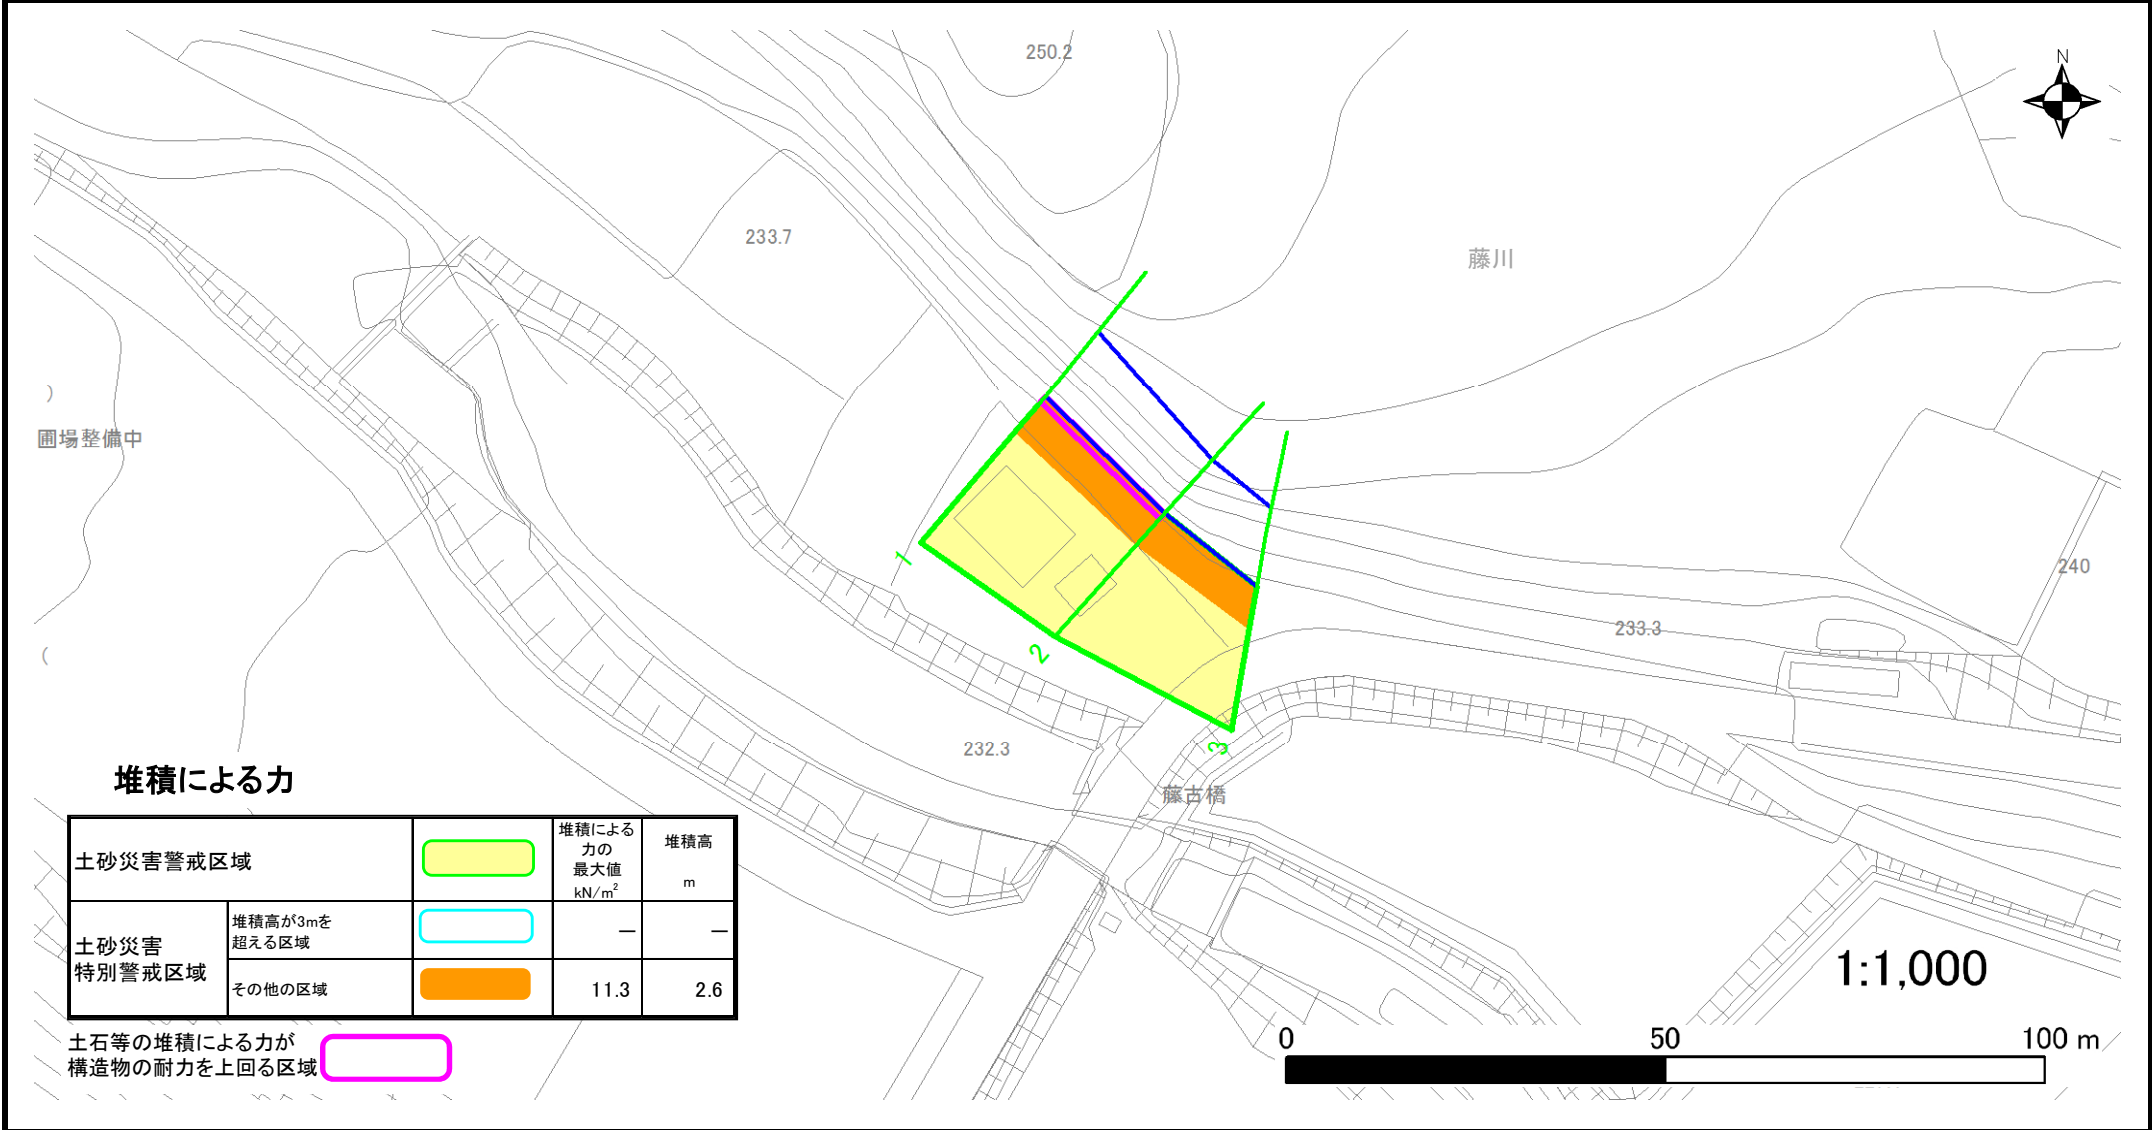 250.2
N
233.7
藤川
)
圃場整備中
240
(
233.3
1
2
3
232.3
藤古橋
堆積による力
土砂災害警戒区域
堆積による
力の
最大値
kN/m²
堆積高
m
土砂災害
特別警戒区域
堆積高が3mを
超える区域
－
－
その他の区域
11.3
2.6
土石等の堆積による力が
構造物の耐力を上回る区域
1:1,000
0
50
100 m